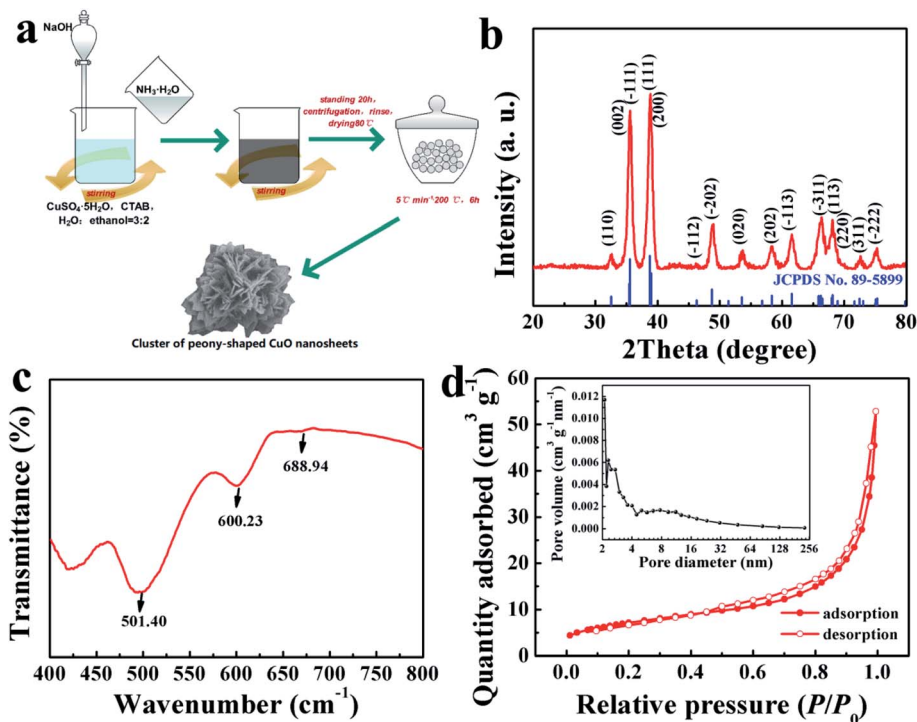 a
NaOH
NH₃·H₂O
stirring
CuSO₄·5H₂O, CTAB,
H₂O: ethanol=3:2
stirring
standing 20h,
centrifugation, rinse,
drying80℃
5℃ min⁻¹,200 ℃, 6h
Cluster of peony-shaped CuO nanosheets
b
Intensity (a. u.)
(110)
(002)
(-111)
(111)
(200)
(-112)
(-202)
(020)
(202)
(-113)
(-311)
(113)
(220)
(311)
(-222)
JCPDS No. 89-5899
20 30 40 50 60 70 80
2Theta (degree)
c
Transmittance (%)
501.40
600.23
688.94
400 450 500 550 600 650 700 750 800
Wavenumber (cm⁻¹)
d
Quantity adsorbed (cm³ g⁻¹)
60
50
40
30
20
10
0
Pore volume (cm³ g⁻¹nm⁻¹)
0.012
0.010
0.008
0.006
0.004
0.002
0.000
2 4 8 16 32 64 128 256
Pore diameter (nm)
adsorption
desorption
0.0 0.2 0.4 0.6 0.8 1.0
Relative pressure (P/P₀)